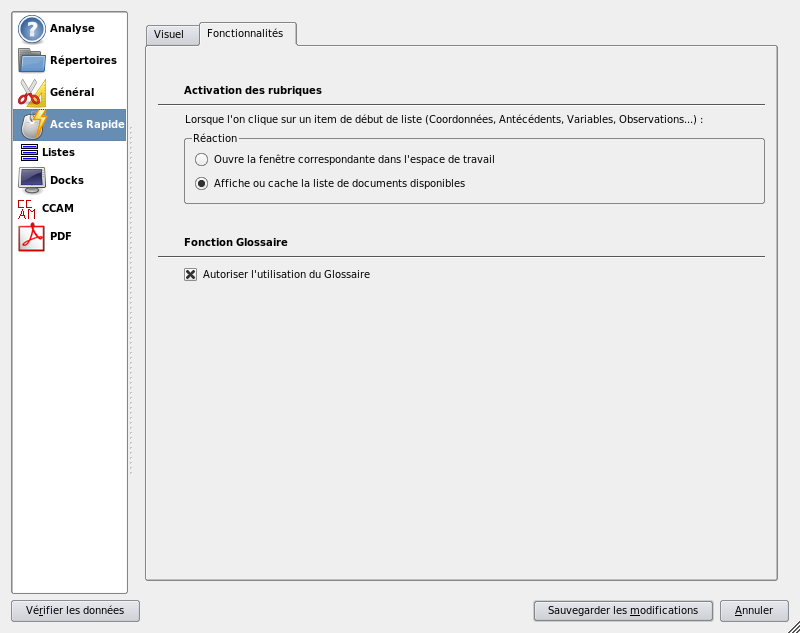 Analyse
Répertoires
Général
Accès Rapide
Listes
Docks
CCAM
CCAM
PDF
Visuel
Fonctionnalités
Activation des rubriques
Lorsque l'on clique sur un item de début de liste (Coordonnées, Antécédents, Variables, Observations...) :
Réaction
Ouvre la fenêtre correspondante dans l'espace de travail
Affiche ou cache la liste de documents disponibles
Fonction Glossaire
Autoriser l'utilisation du Glossaire
Vérifier les données
Sauvegarder les modifications
Annuler